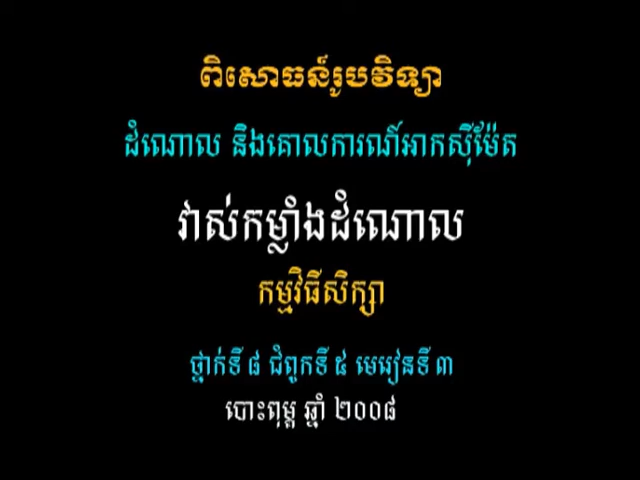 ពិសោធន៍រូបវិទ្យា
ដំណោល និងគោលការណ៍អាកស៊ីម៉ែត
វាស់កម្លាំងដំណោល
កម្មវិធីសិក្សា
ថ្នាក់ទី ៨ ជំពូកទី ៥ មេរៀនទី ៣
បោះពុម្ព ឆ្នាំ ២០០៨